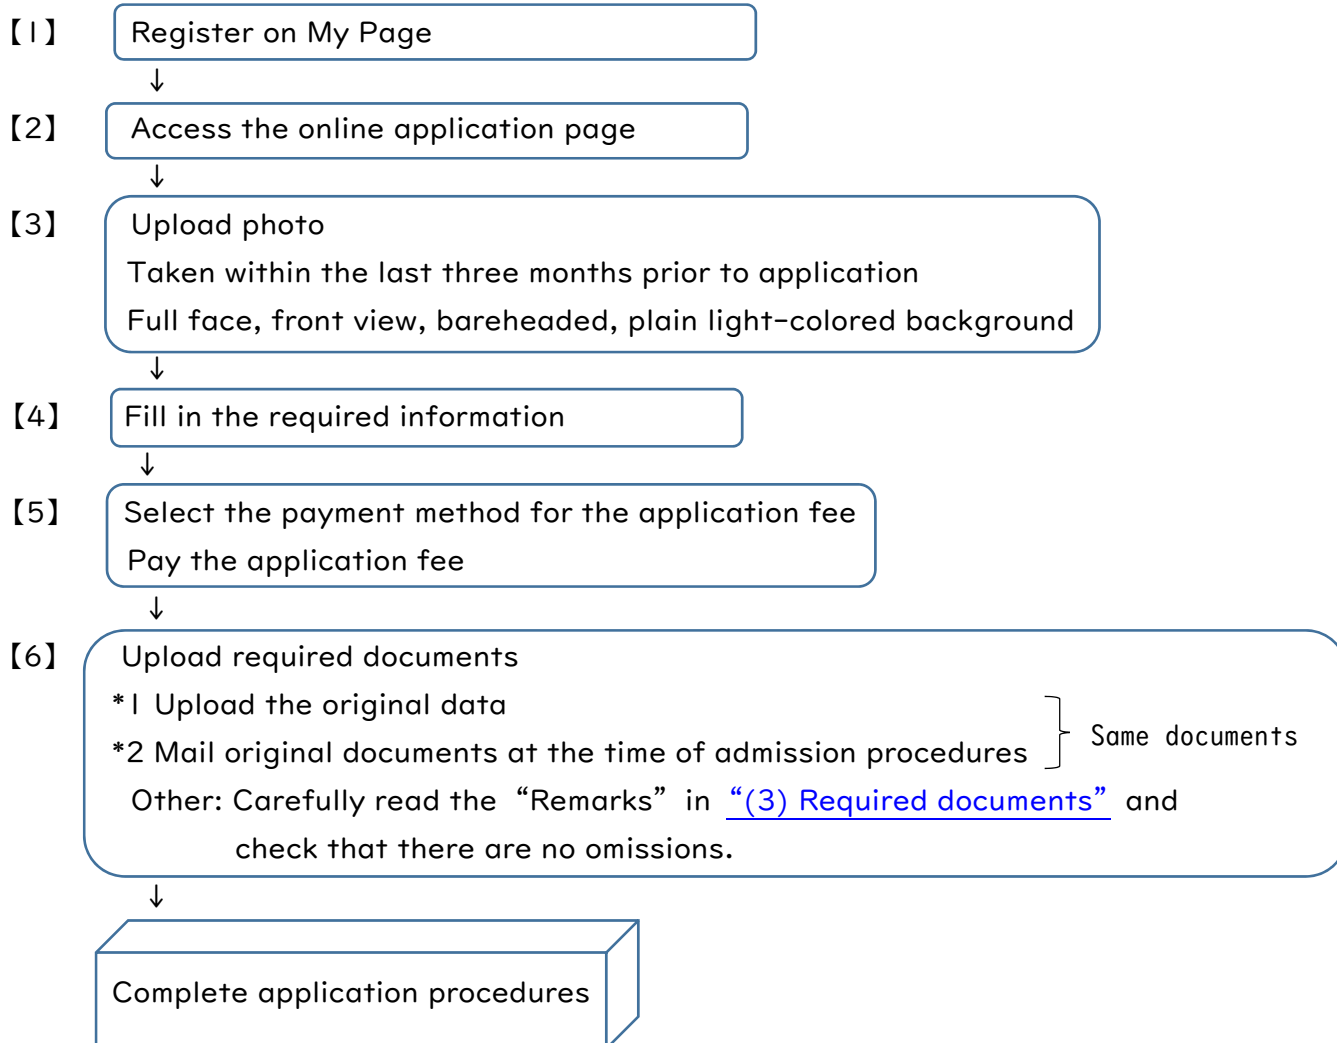 【1】 Register on My Page
↓
【2】 Access the online application page
↓
【3】 Upload photo
Taken within the last three months prior to application
Full face, front view, bareheaded, plain light-colored background
↓
【4】 Fill in the required information
↓
【5】 Select the payment method for the application fee
Pay the application fee
↓
【6】 Upload required documents
*1 Upload the original data
*2 Mail original documents at the time of admission procedures
Same documents
Other: Carefully read the “Remarks” in “(3) Required documents” and
check that there are no omissions.
↓
Complete application procedures